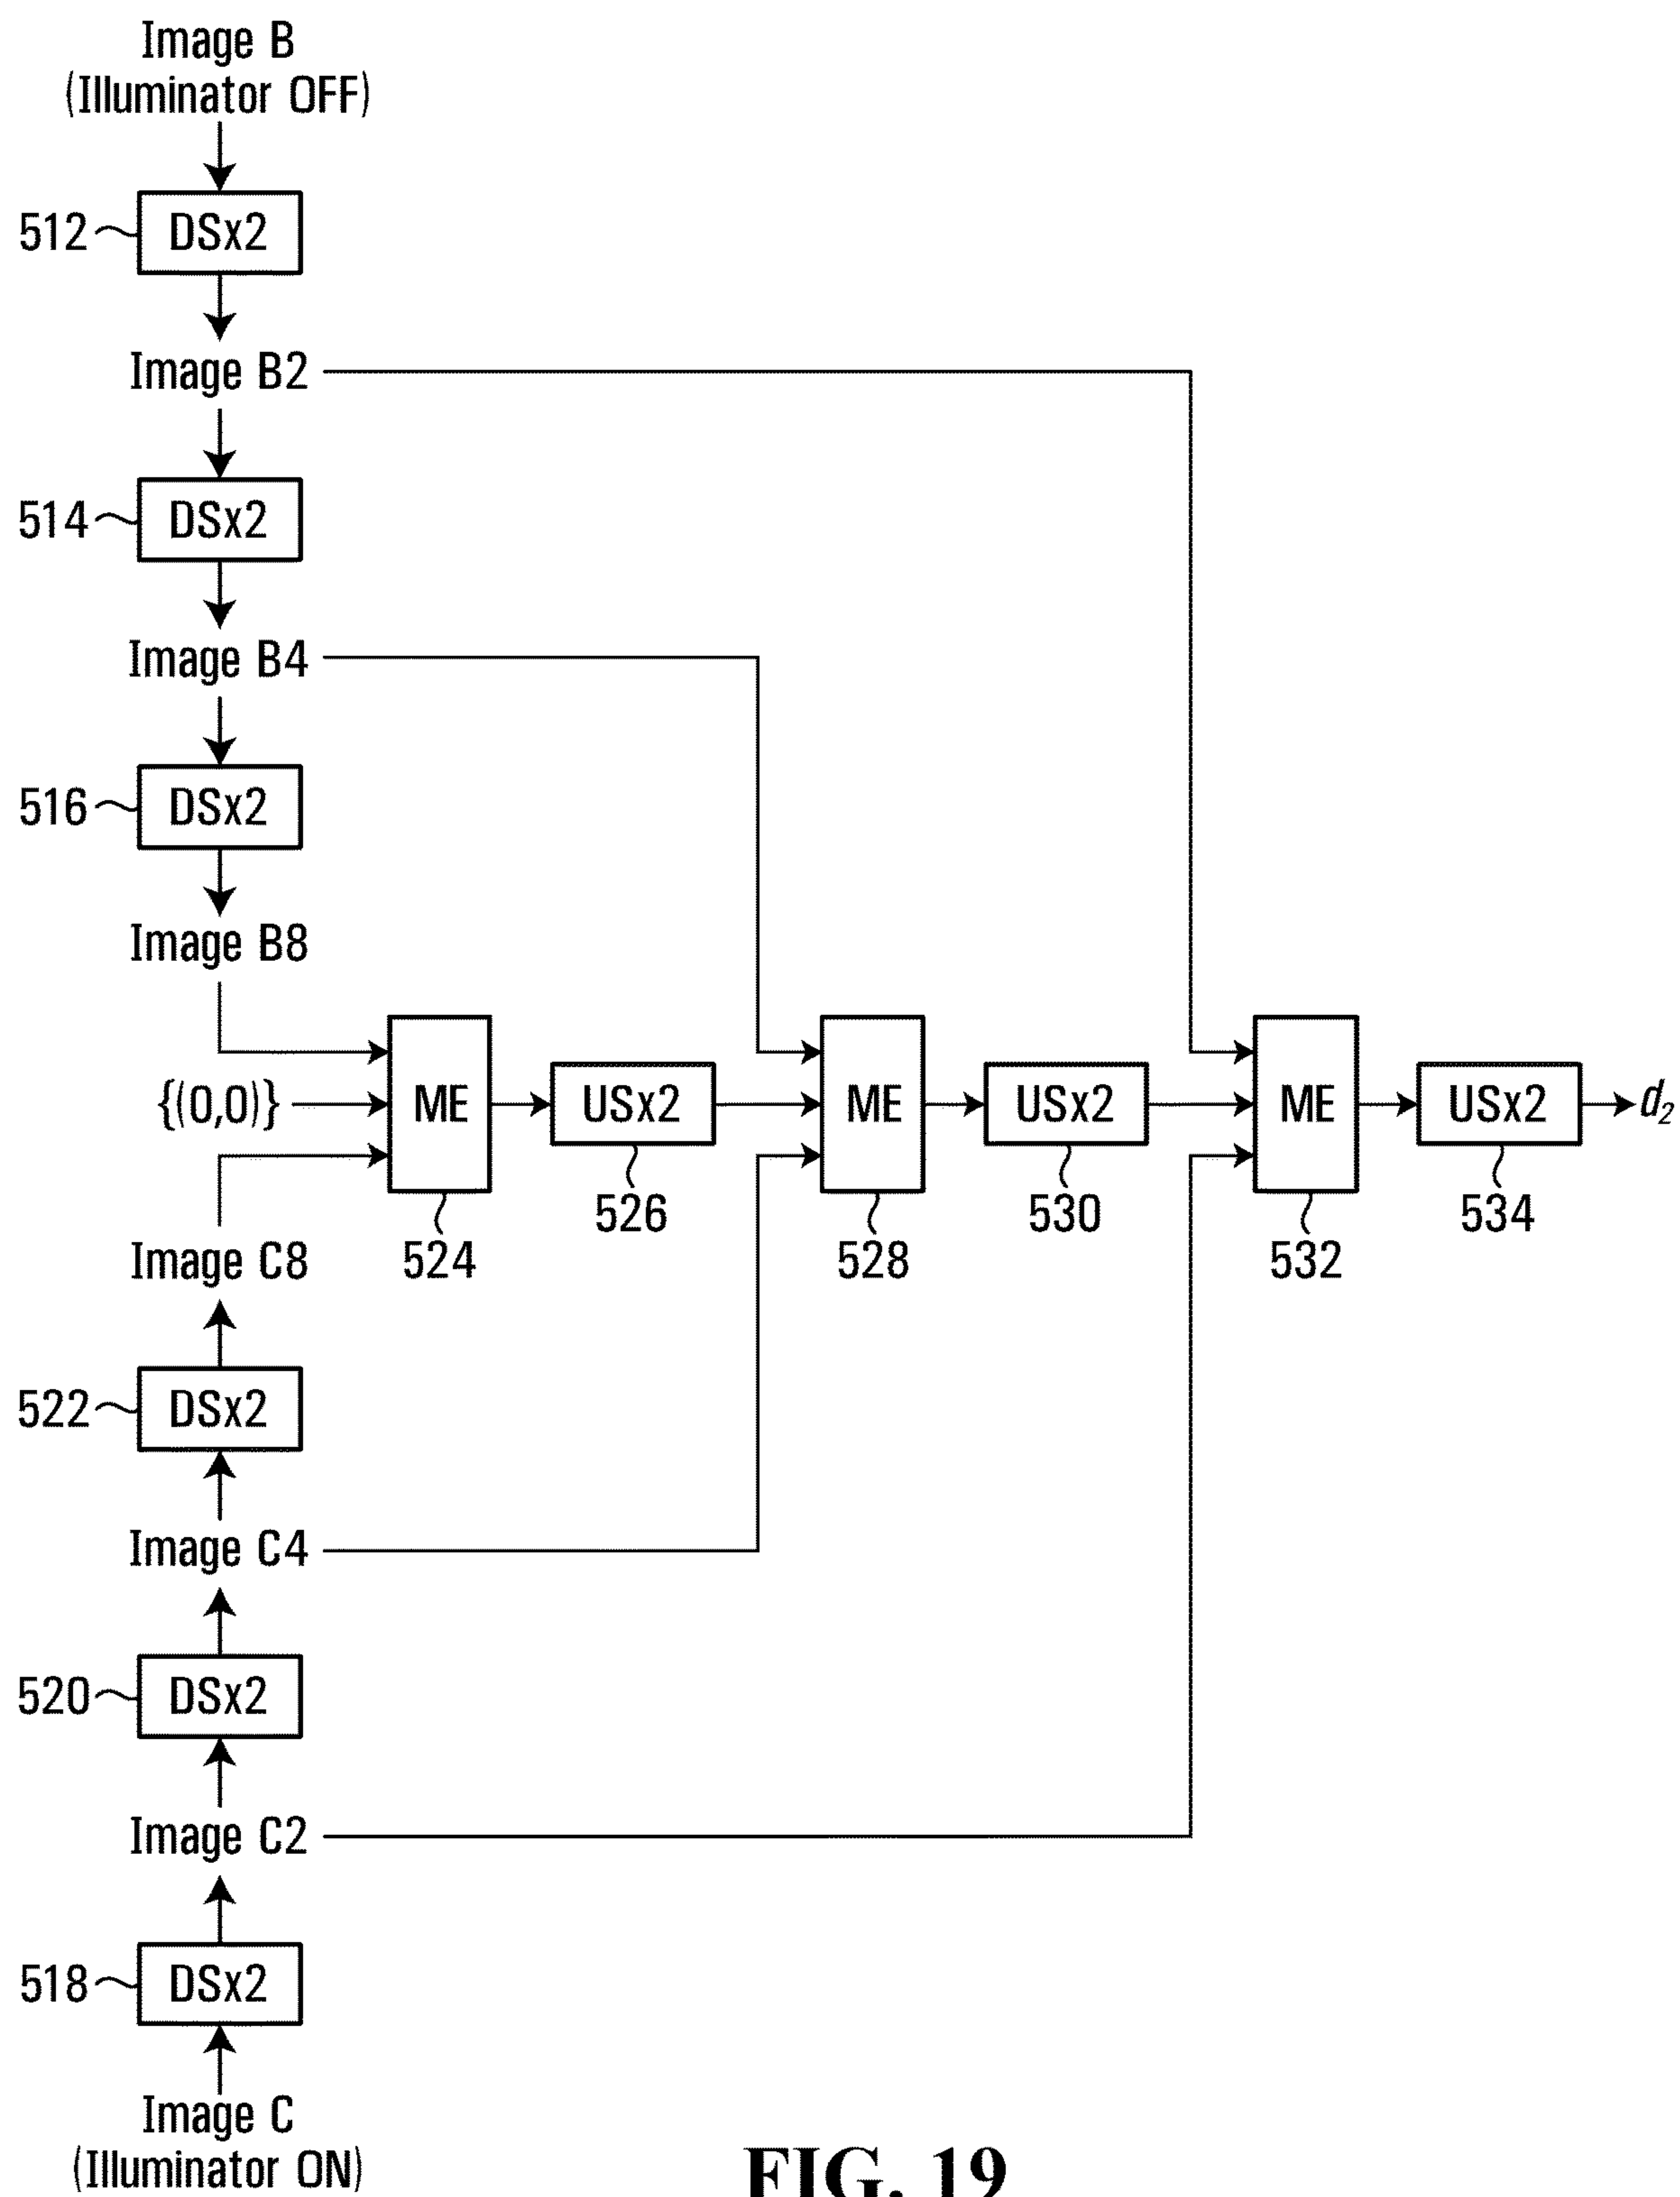 Image B
(Illuminator OFF)
512
DSx2
Image B2
514
DSx2
Image B4
516
DSx2
Image B8
{(0,0)}
ME
USx2
ME
USx2
ME
USx2
d2
526
530
534
524
528
532
Image C8
522
DSx2
Image C4
520
DSx2
Image C2
518
DSx2
Image C
(Illuminator ON)
FIG. 19